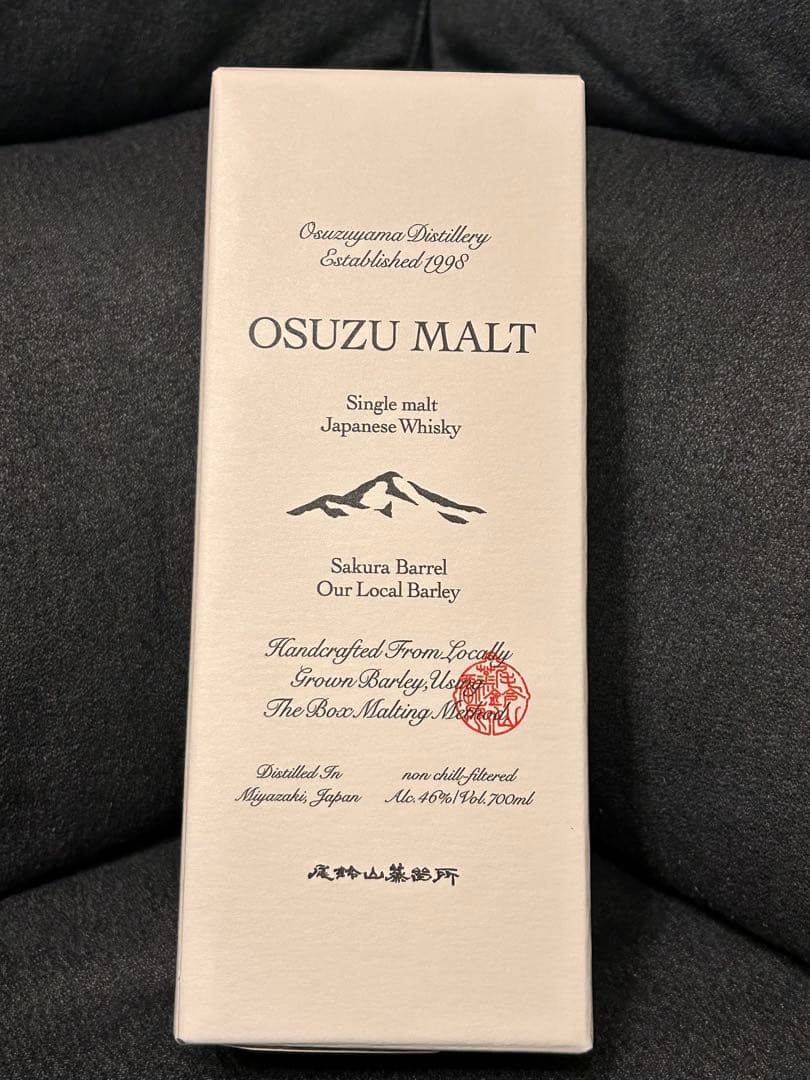 Osuzuyama Distillery
Established 1998
OSUZU MALT
Single malt
Japanese Whisky
Sakura Barrel
Our Local Barley
Handcrafted From Locally
Grown Barley, Using
The Box Malting Method
Distilled In
Miyazaki, Japan
non chill-filtered
Alc. 46%/Vol. 700ml
尾鈴山蒸留所